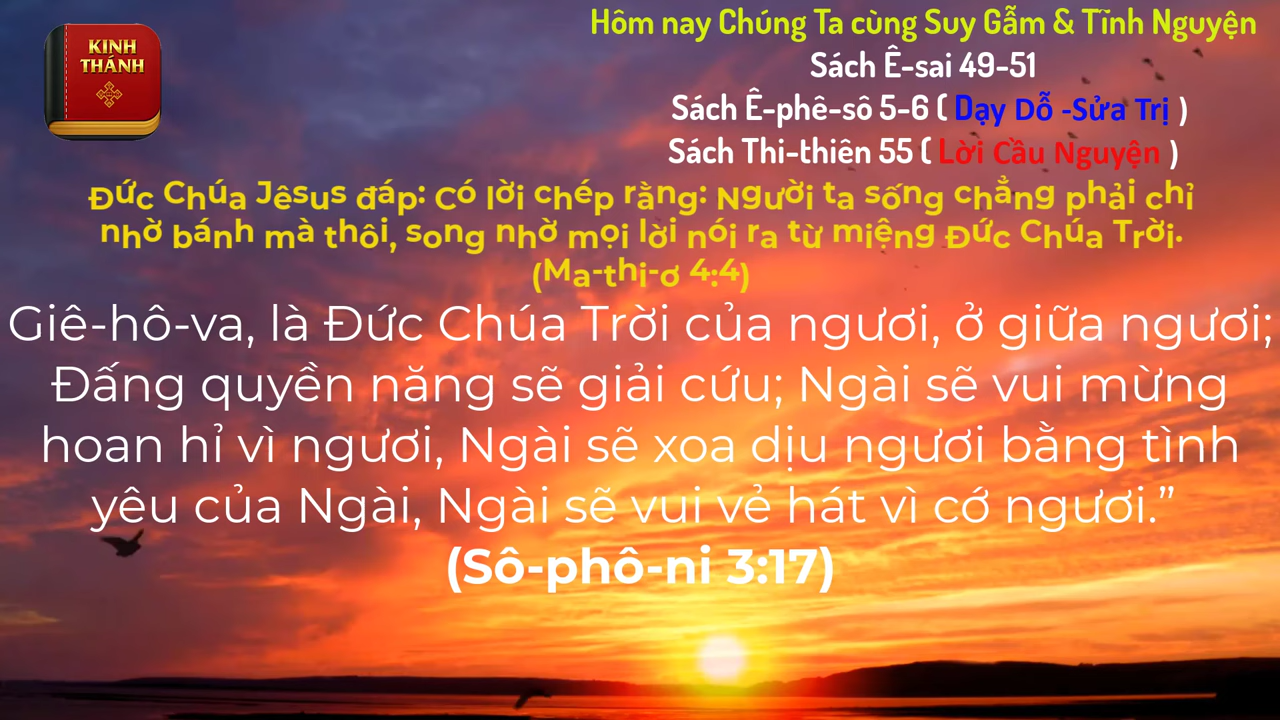 KINH
THÁNH
Hôm nay Chúng Ta cùng Suy Gẫm & Tĩnh Nguyện
Sách Ê-sai 49-51
Sách Ê-phê-sô 5-6 ( Dạy Dỗ -Sửa Trị )
Sách Thi-thiên 55 ( Lời Cầu Nguyện )
Đức Chúa Jêsus đáp: Có lời chép rằng: Người ta sống chẳng phải chỉ
nhờ bánh mà thôi, song nhờ mọi lời nói ra từ miệng Đức Chúa Trời.
(Ma-thi-ơ 4:4)
Giê-hô-va, là Đức Chúa Trời của ngươi, ở giữa ngươi;
Đấng quyền năng sẽ giải cứu; Ngài sẽ vui mừng
hoan hỉ vì ngươi, Ngài sẽ xoa dịu ngươi bằng tình
yêu của Ngài, Ngài sẽ vui vẻ hát vì cớ ngươi.”
(Sô-phô-ni 3:17)